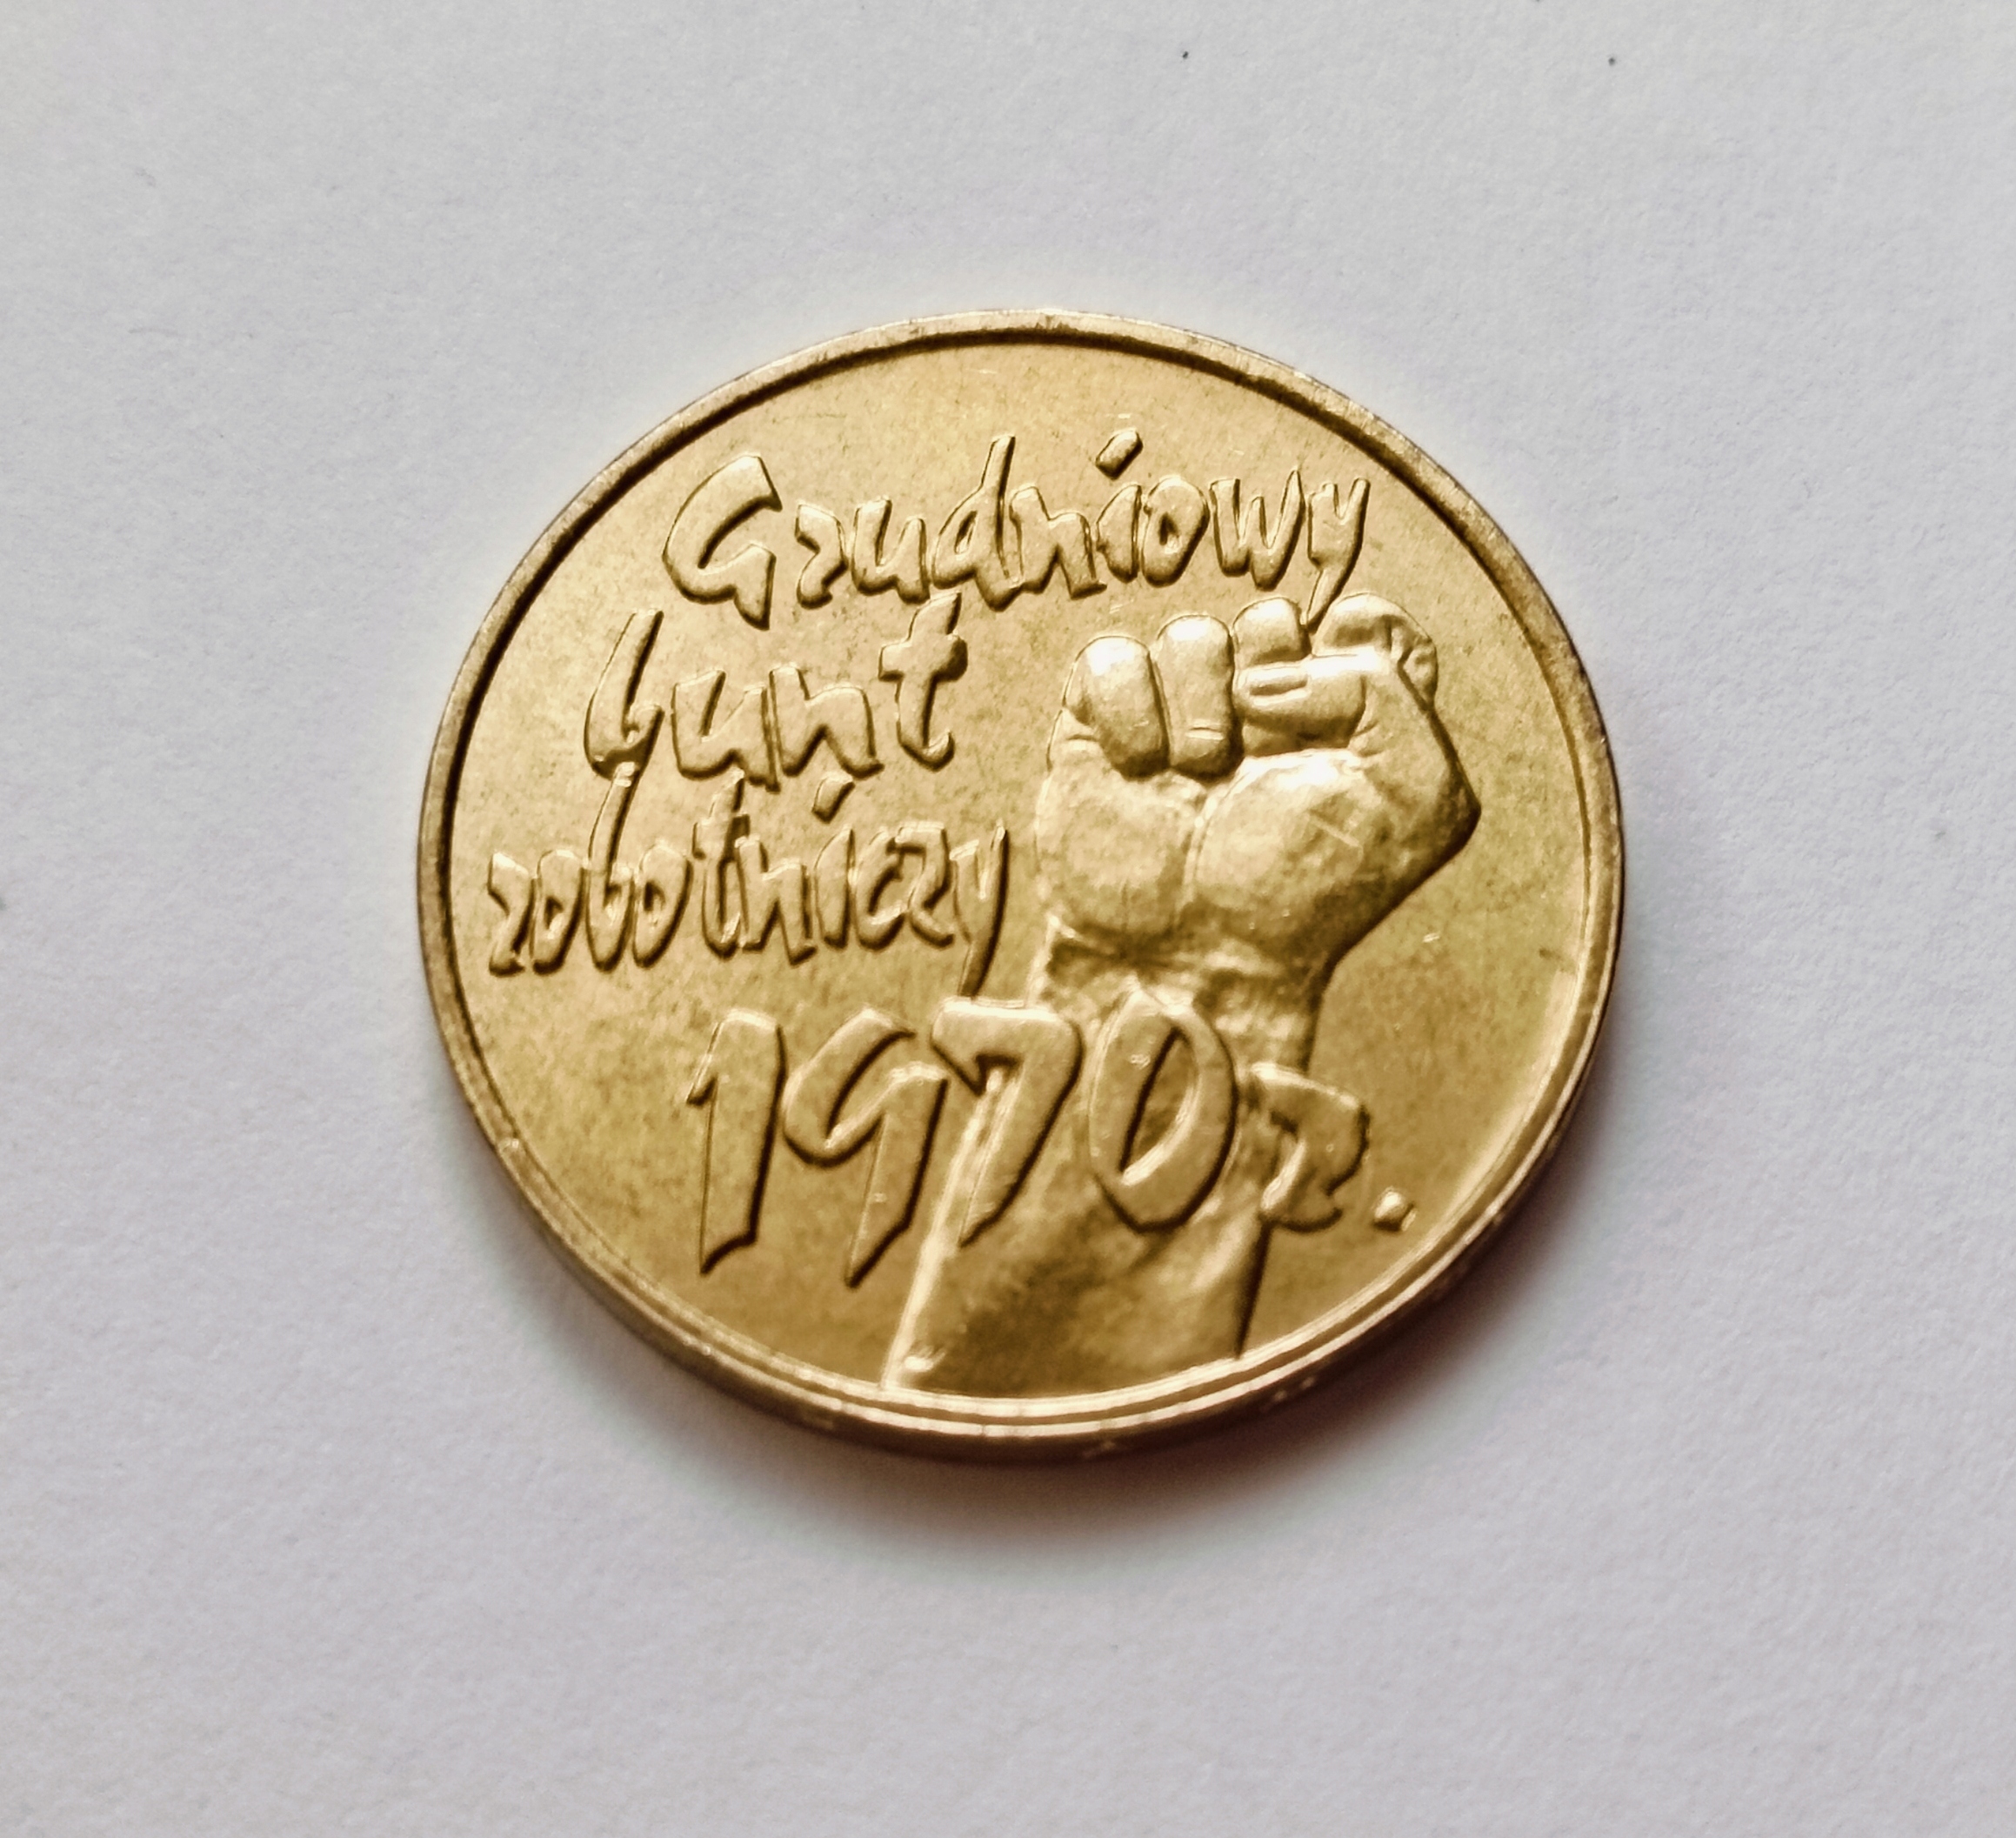 Grudniowy
bunt
robotniczy
1970 r.